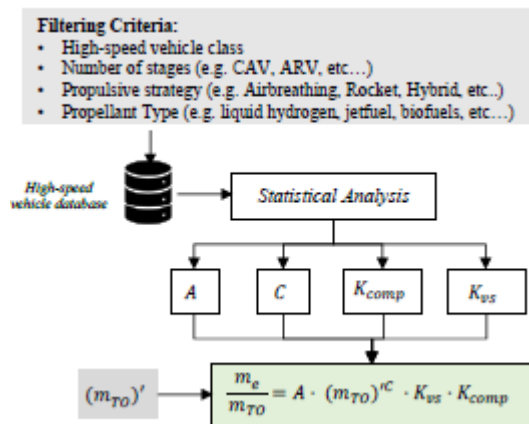 Filtering Criteria:
• High-speed vehicle class
• Number of stages (e.g. CAV, ARV, etc…)
• Propulsive strategy (e.g. Airbreathing, Rocket, Hybrid, etc..)
• Propellant Type (e.g. liquid hydrogen, jetfuel, biofuels, etc…)
High-speed
vehicle database
Statistical Analysis
A C K_comp K_vs
(m_TO)′
m_e/m_TO = A · (m_TO)′^C · K_vs · K_comp